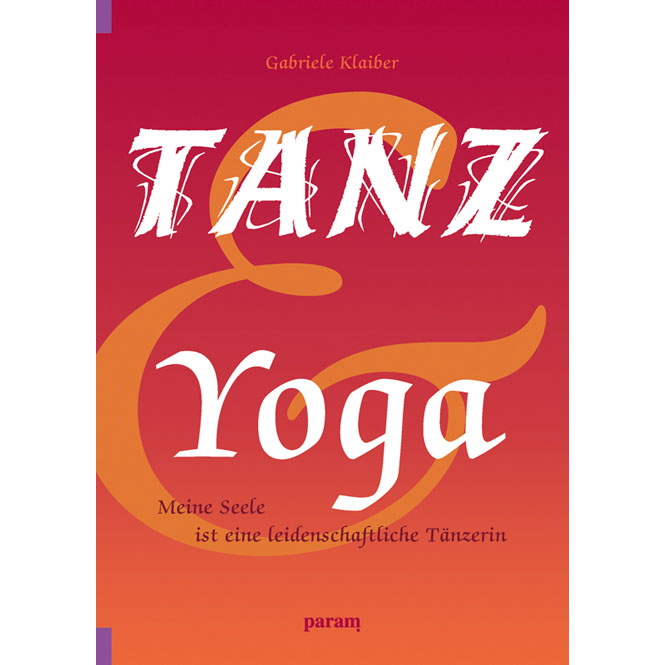 Gabriele Klaiber
TANZ
&
Yoga
Meine Seele
ist eine leidenschaftliche Tänzerin
paraṃ